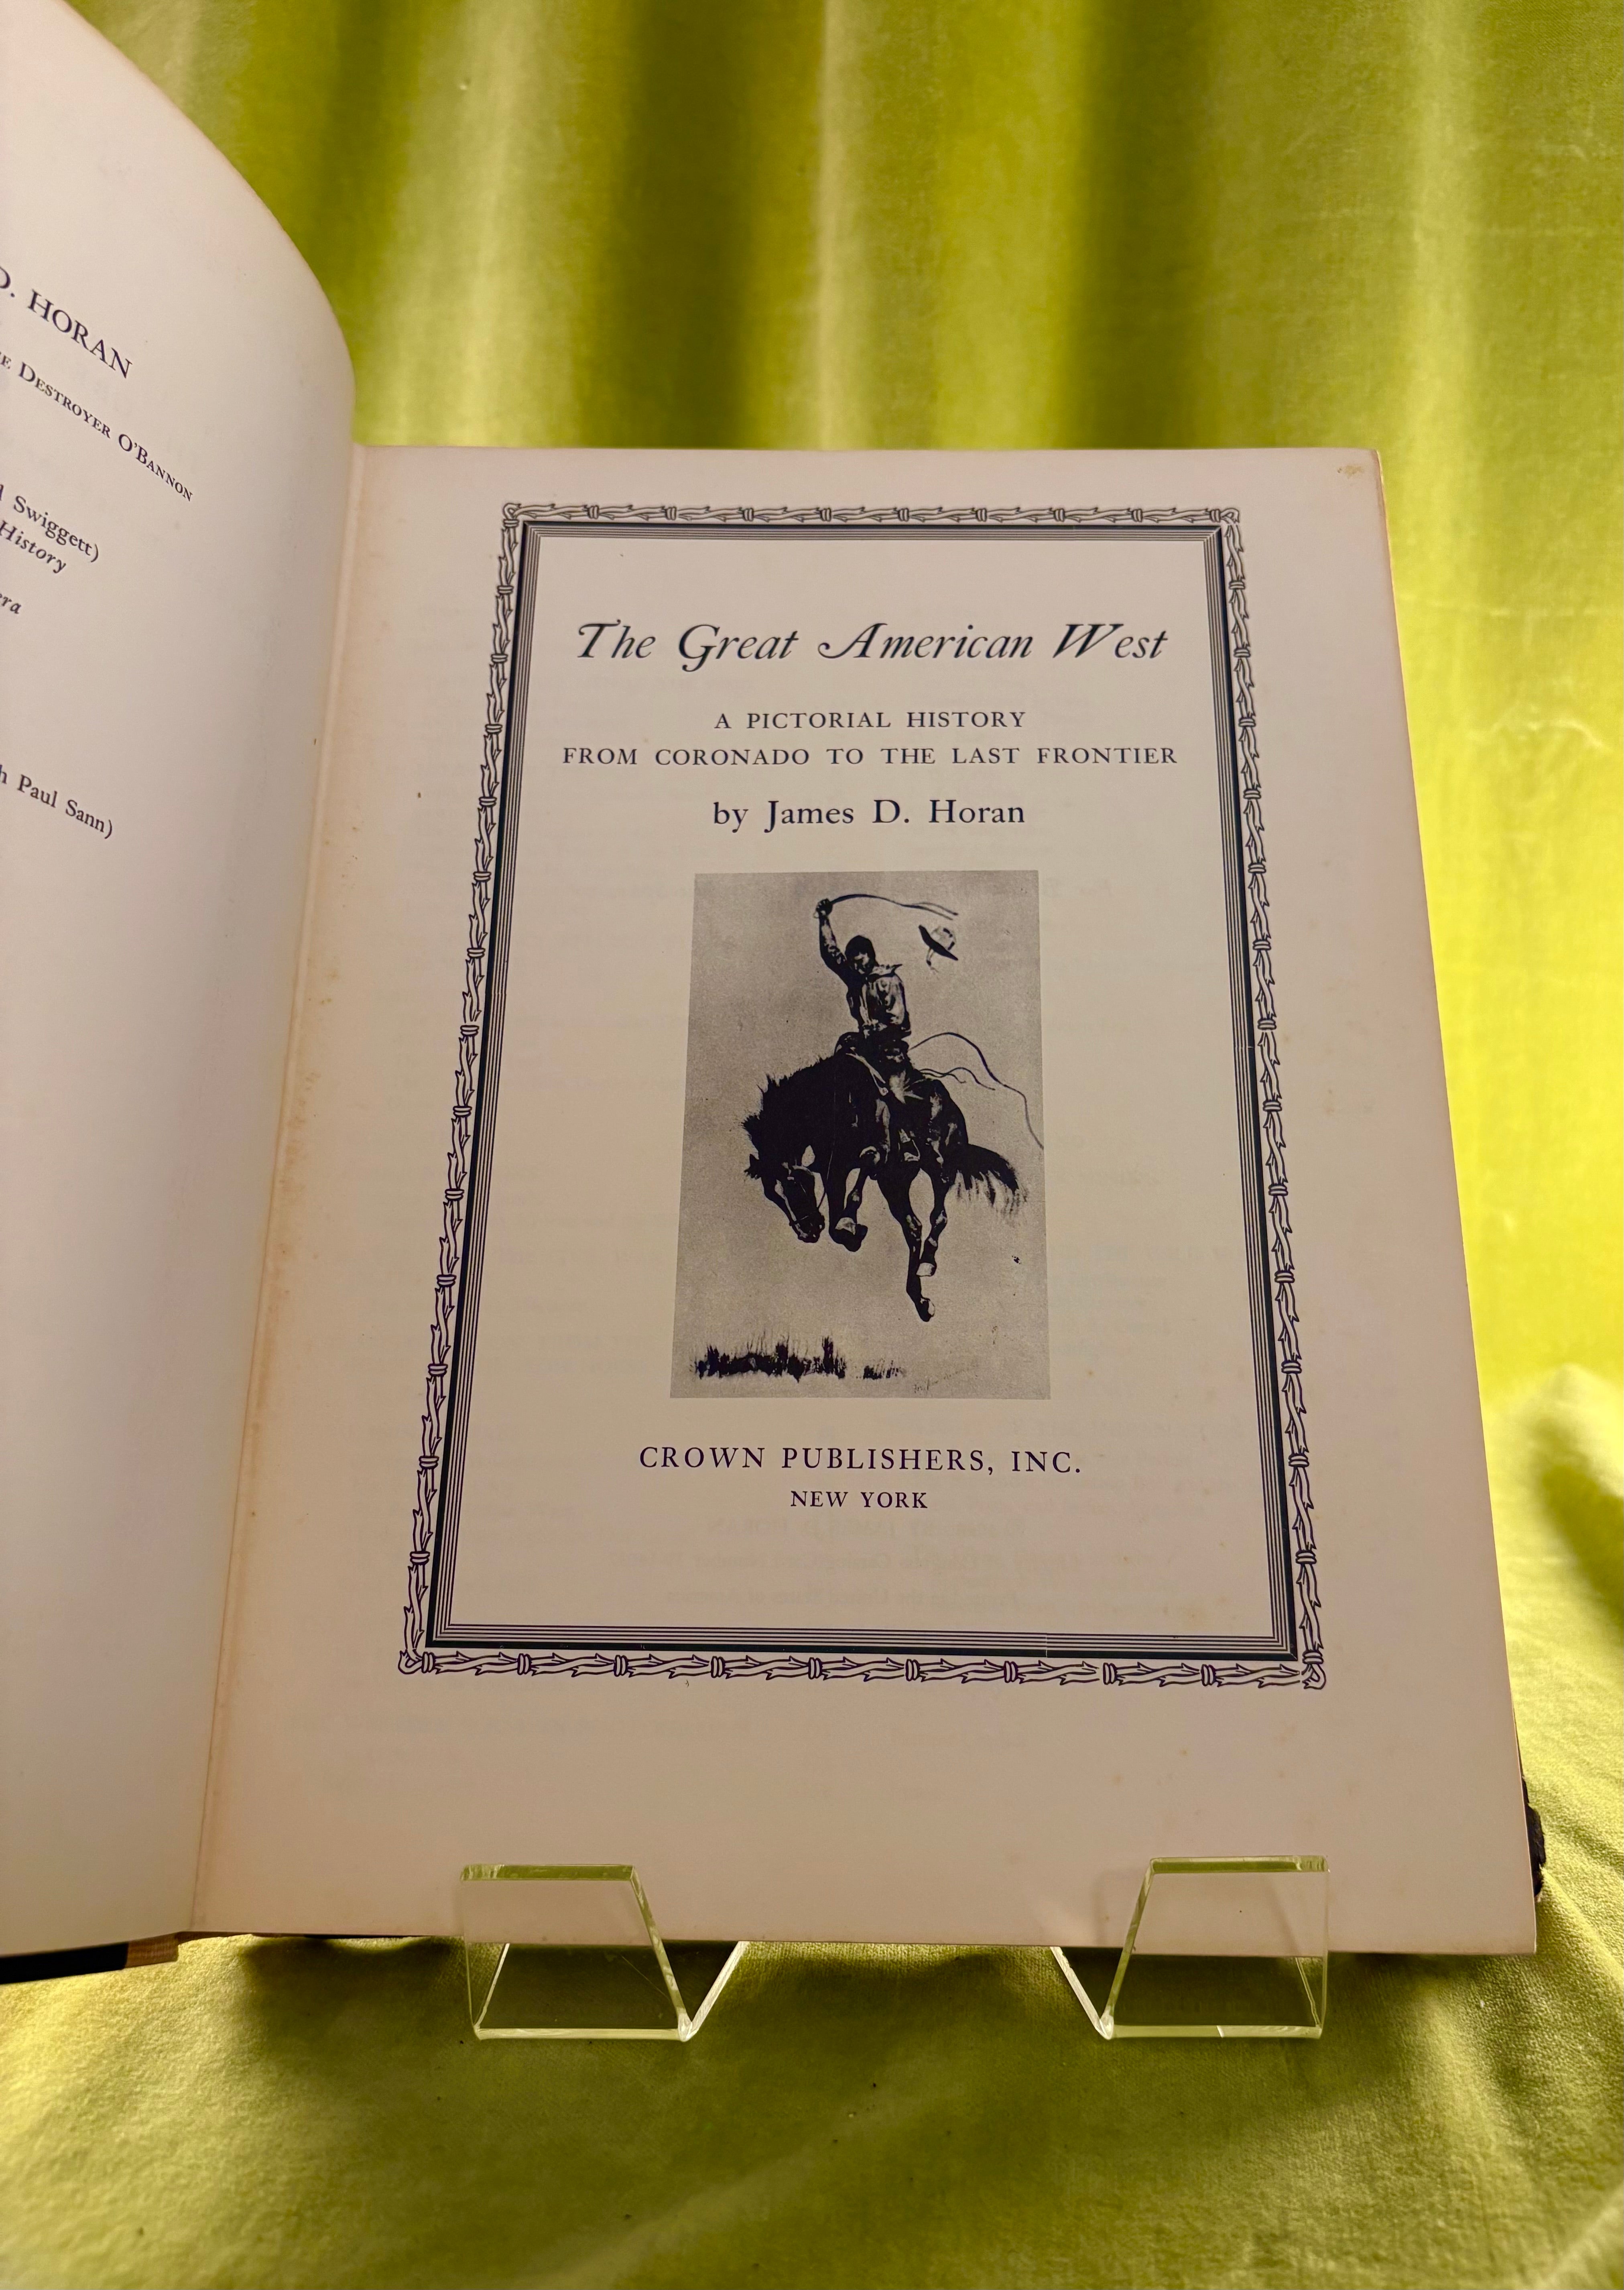 D. HORAN
DESTROYER O'BANNON
Swiggett)
History
Paul Sann)
The Great American West
A PICTORIAL HISTORY
FROM CORONADO TO THE LAST FRONTIER
by James D. Horan
CROWN PUBLISHERS, INC.
NEW YORK